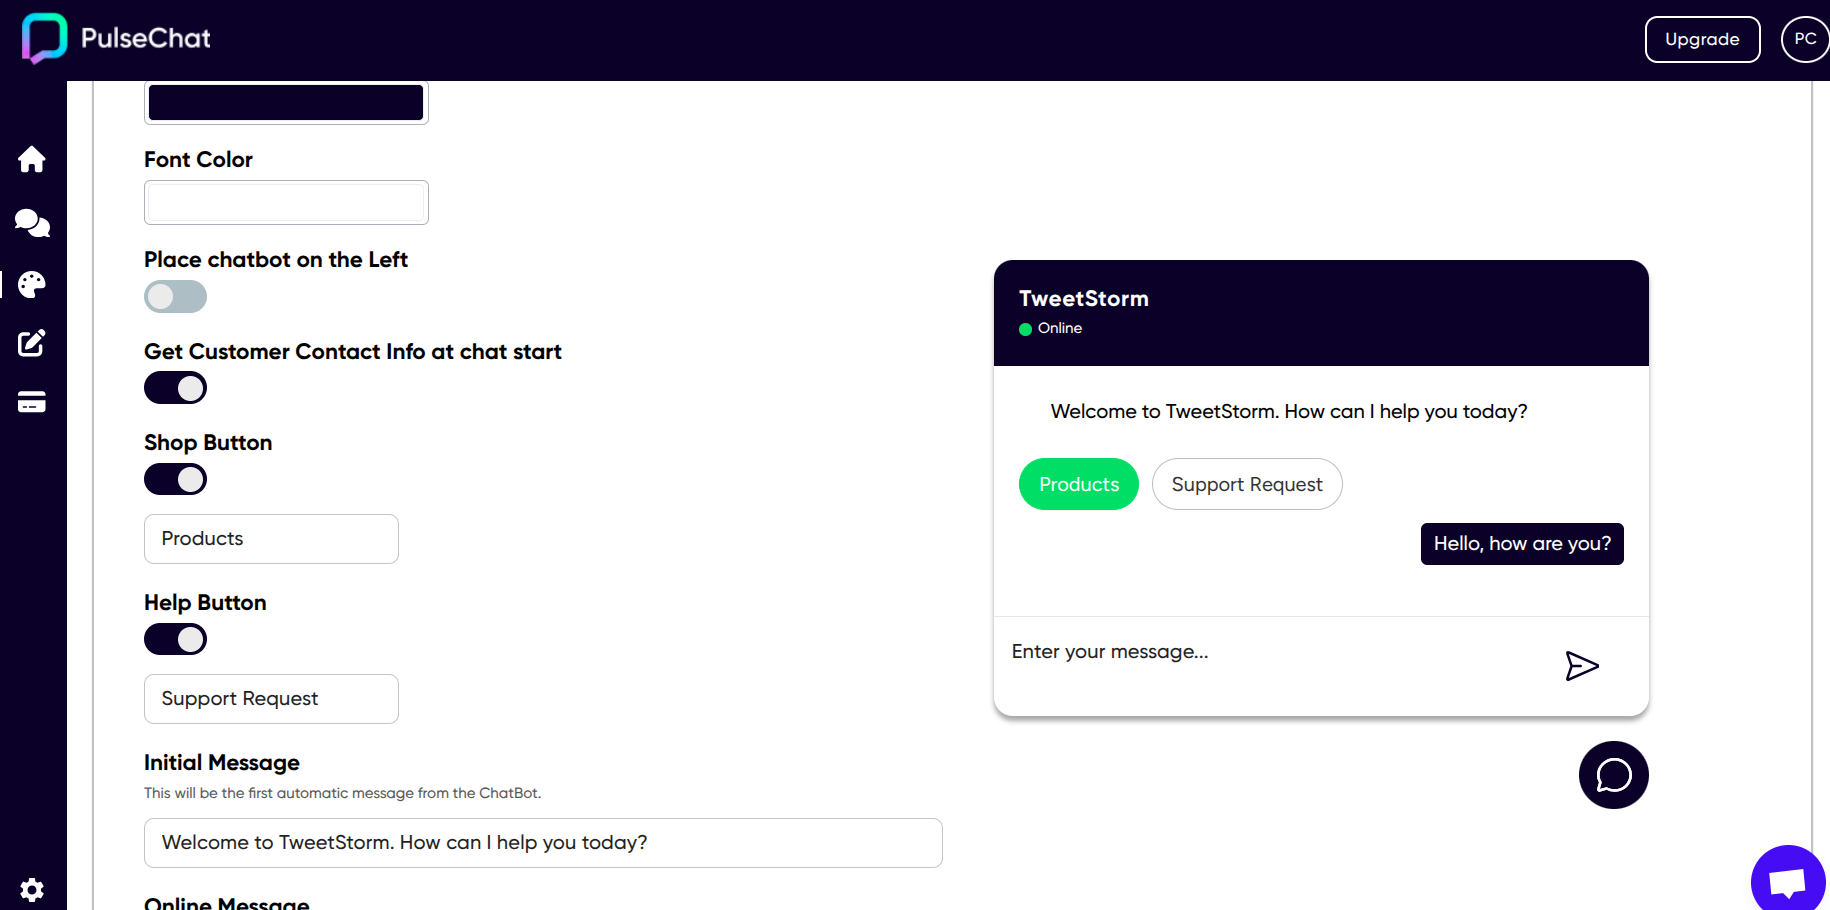 PulseChat
Upgrade
PC
Font Color
Place chatbot on the Left
Get Customer Contact Info at chat start
Shop Button
Products
Help Button
Support Request
Initial Message
This will be the first automatic message from the ChatBot.
Welcome to TweetStorm. How can I help you today?
Online Message
TweetStorm
Online
Welcome to TweetStorm. How can I help you today?
Products
Support Request
Hello, how are you?
Enter your message...